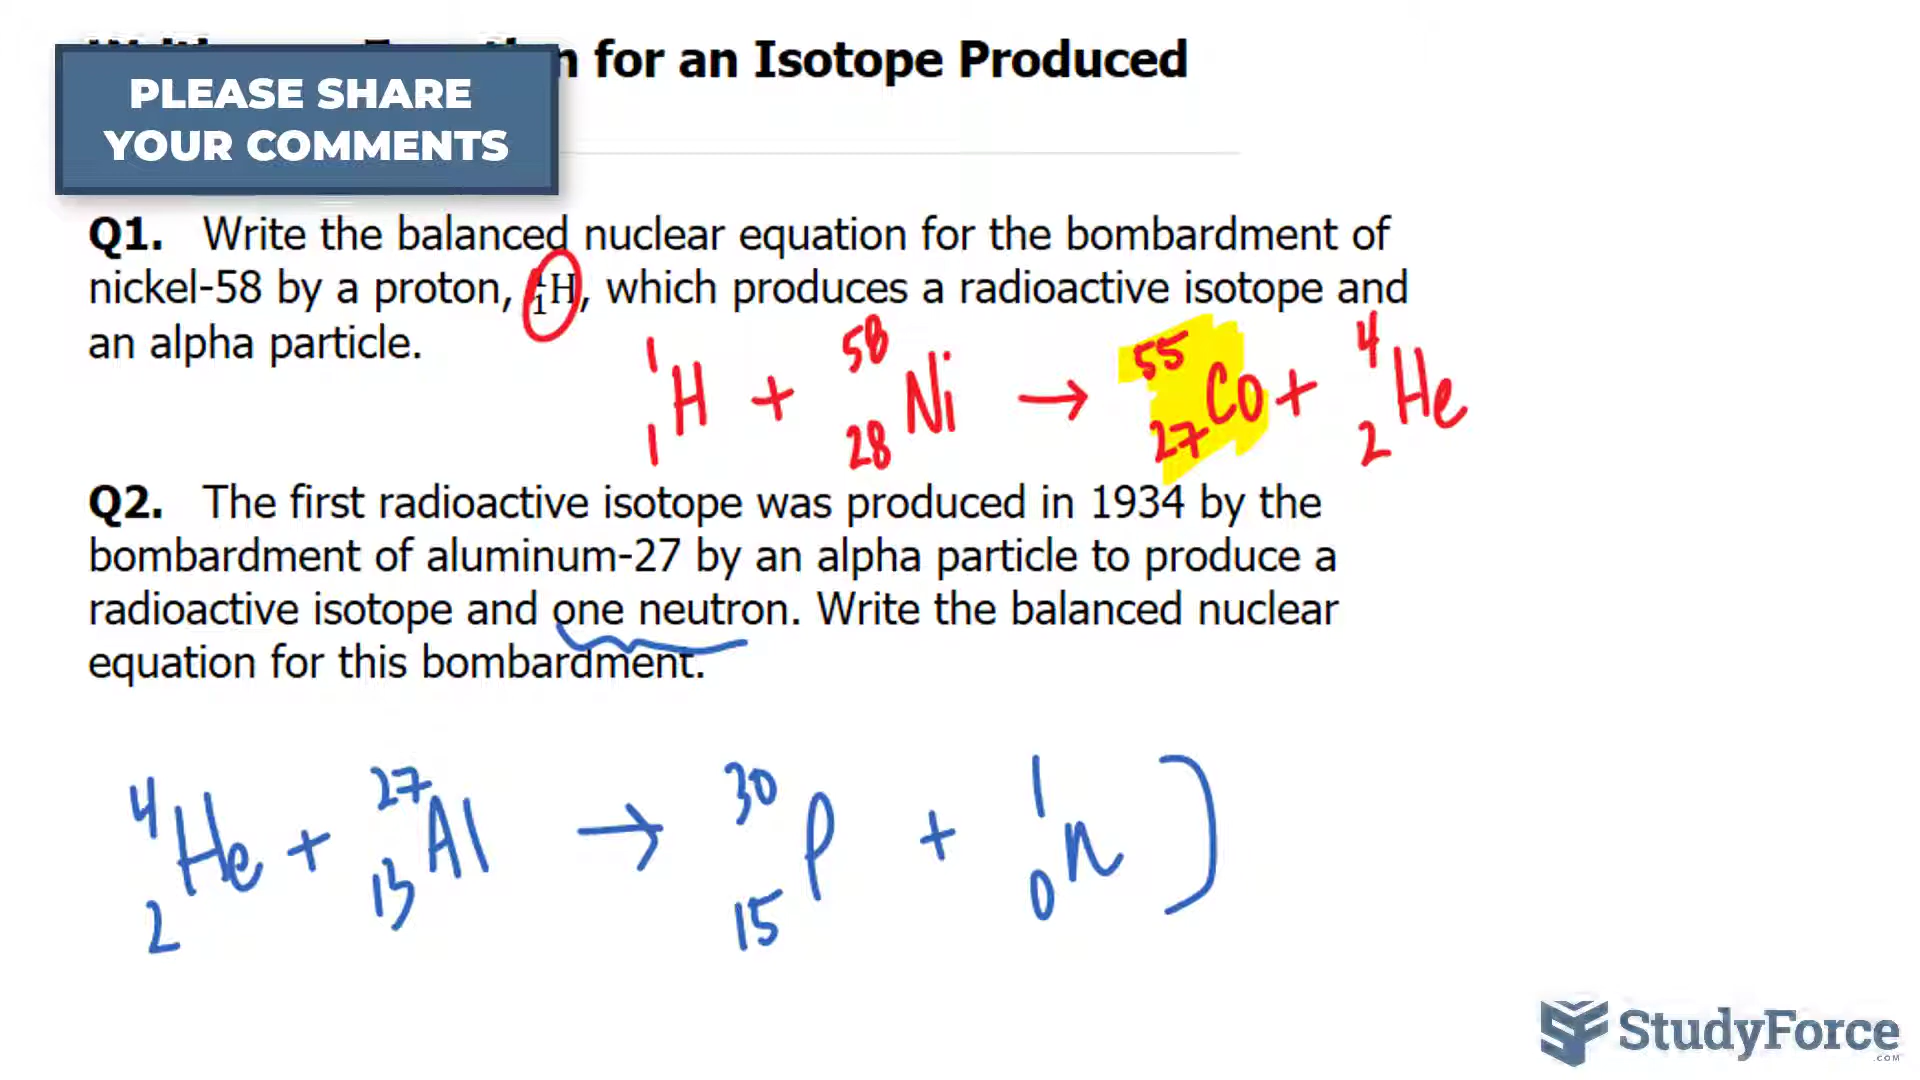 for an Isotope Produced
PLEASE SHARE
YOUR COMMENTS
Q1. Write the balanced nuclear equation for the bombardment of
nickel-58 by a proton, ¹₁H, which produces a radioactive isotope and
an alpha particle.
¹₁H + ⁵⁸₂₈Ni → ⁵⁵₂₇Co + ⁴₂He
Q2. The first radioactive isotope was produced in 1934 by the
bombardment of aluminum-27 by an alpha particle to produce a
radioactive isotope and one neutron. Write the balanced nuclear
equation for this bombardment.
⁴₂He + ²⁷₁₃Al → ³⁰₁₅P + ¹₀n
StudyForce
.COM